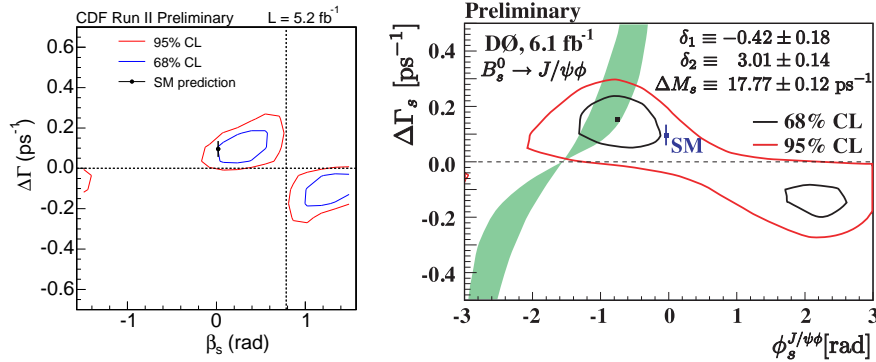 CDF Run II Preliminary L = 5.2 fb⁻¹
95% CL
68% CL
SM prediction
ΔΓ (ps⁻¹)
0.6
0.4
0.2
0.0
-0.2
-0.4
-0.6
-1 0 1
βs (rad)
Preliminary
DØ, 6.1 fb⁻¹
B⁰s → J/ψϕ
δ₁ ≡ −0.42 ± 0.18
δ₂ ≡ 3.01 ± 0.14
ΔMs ≡ 17.77 ± 0.12 ps⁻¹
68% CL
95% CL
SM
ΔΓs [ps⁻¹]
0.4
0.2
0.0
-0.2
-0.4
-3 -2 -1 0 1 2 3
ϕs^J/ψϕ [rad]